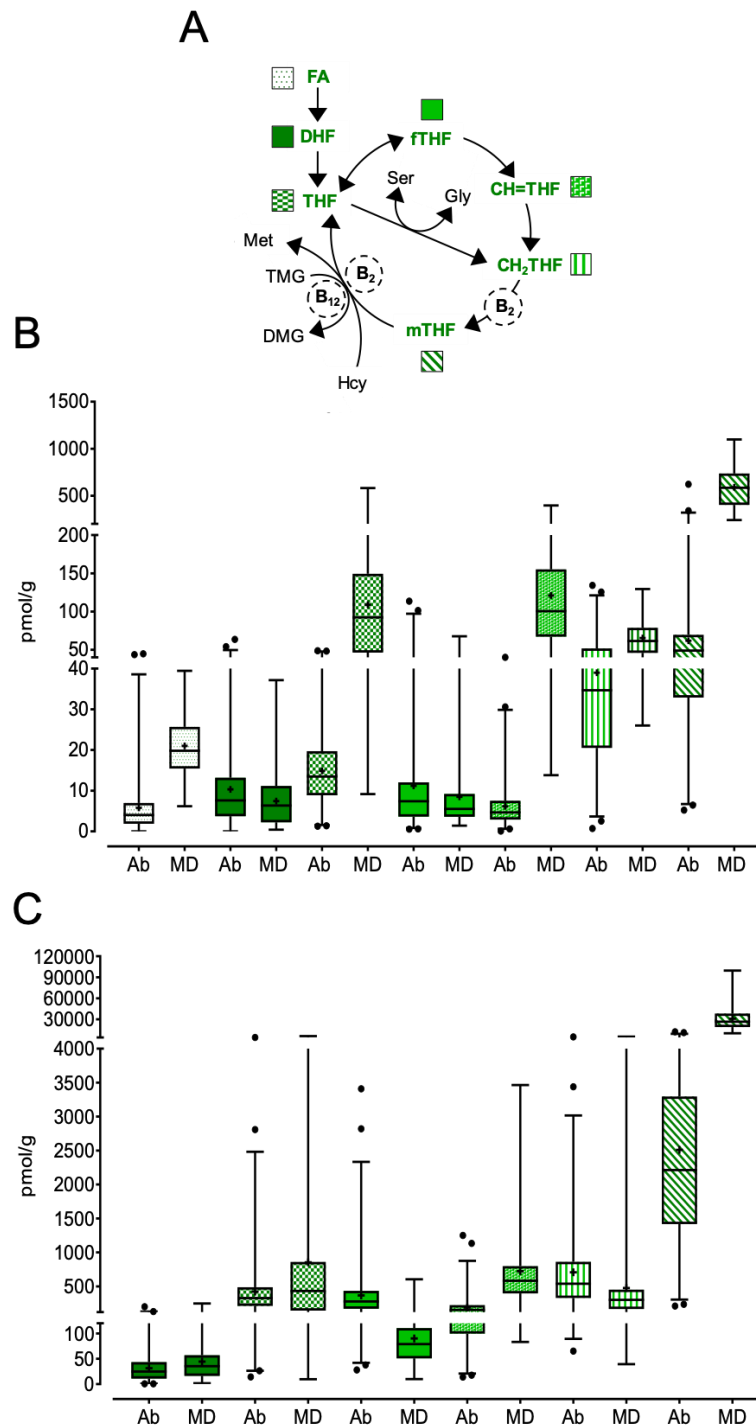 A
FA
DHF
fTHF
THF
Ser
Gly
CH=THF
Met
CH₂THF
TMG
B₂
B₁₂
B₂
DMG
mTHF
Hcy
B
1500
1000
500
200
150
100
50
40
30
20
10
0
pmol/g
Ab MD Ab MD Ab MD Ab MD Ab MD Ab MD Ab MD
C
120000
90000
60000
30000
4000
3500
3000
2500
2000
1500
1000
500
100
50
0
pmol/g
Ab MD Ab MD Ab MD Ab MD Ab MD Ab MD